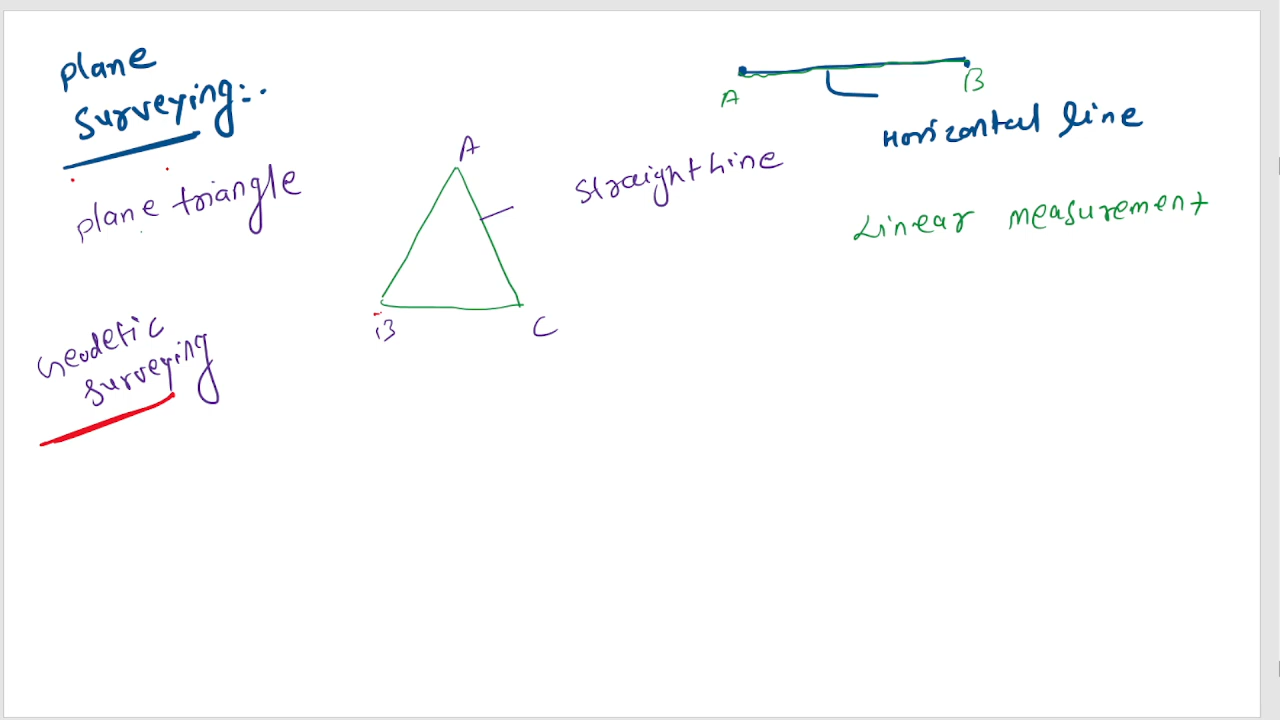 plane
surveying:-
A
B
Horizontal line
plane triangle
A
straight line
Linear measurement
B
C
Geodetic
surveying